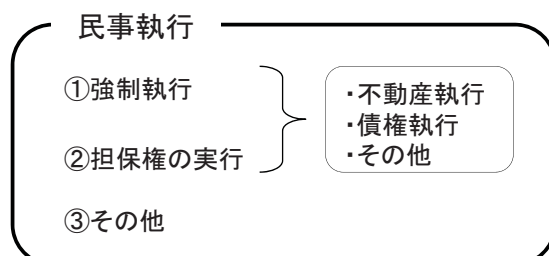 民事執行
①強制執行
②担保権の実行
③その他
・不動産執行
・債権執行
・その他